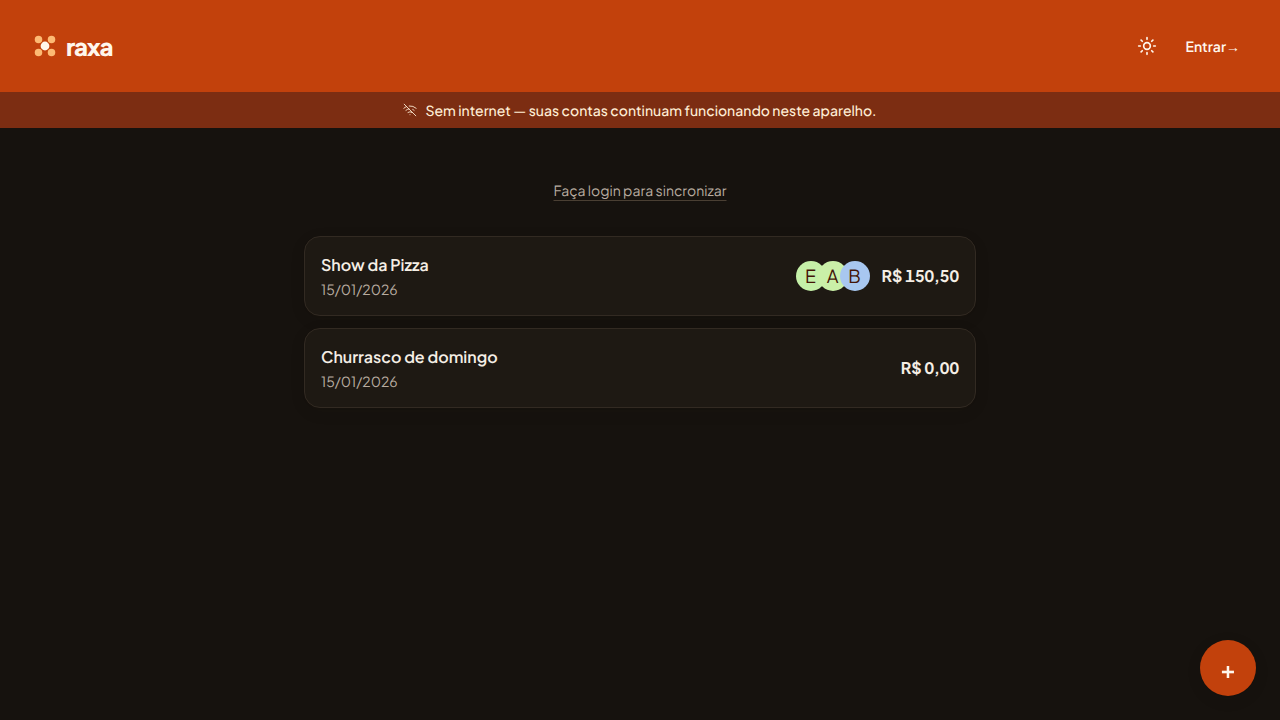 raxa
Entrar→
Sem internet — suas contas continuam funcionando neste aparelho.
Faça login para sincronizar
Show da Pizza
15/01/2026
E A B
R$ 150,50
Churrasco de domingo
15/01/2026
R$ 0,00
+